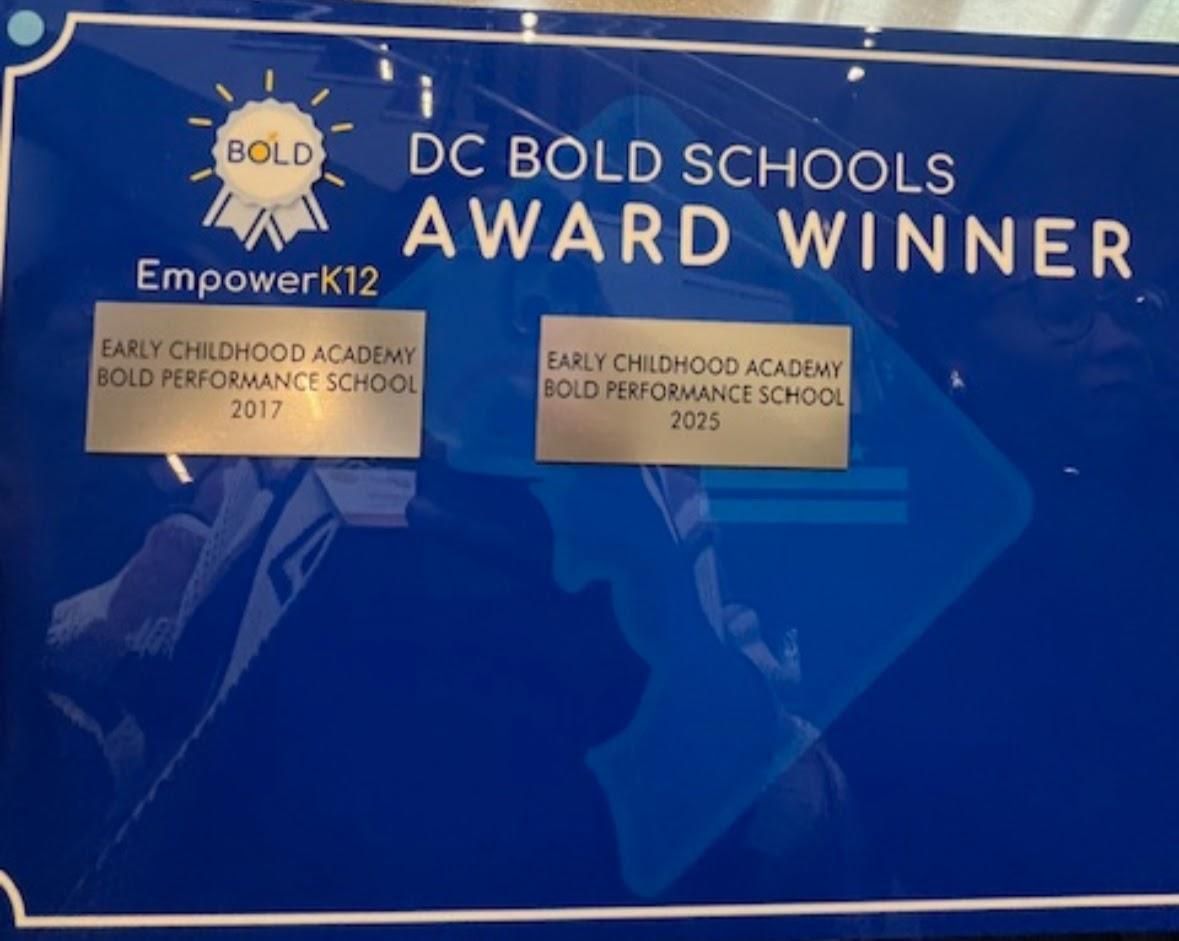 BOLD
EmpowerK12
DC BOLD SCHOOLS
AWARD WINNER
EARLY CHILDHOOD ACADEMY
BOLD PERFORMANCE SCHOOL
2017
EARLY CHILDHOOD ACADEMY
BOLD PERFORMANCE SCHOOL
2025